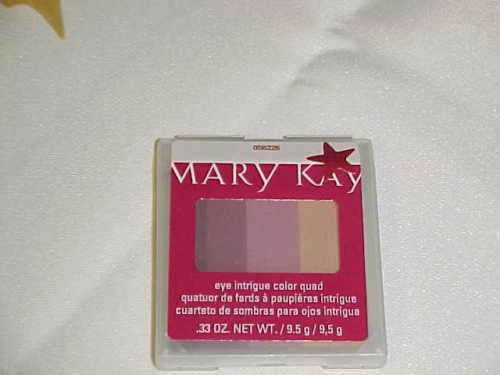 MARY KAY
eye intrigue color quad
quatuor de fards à paupières intrigue
cuarteto de sombras para ojos intrigue
.33 OZ. NET WT. / 9.5 g / 9,5 g